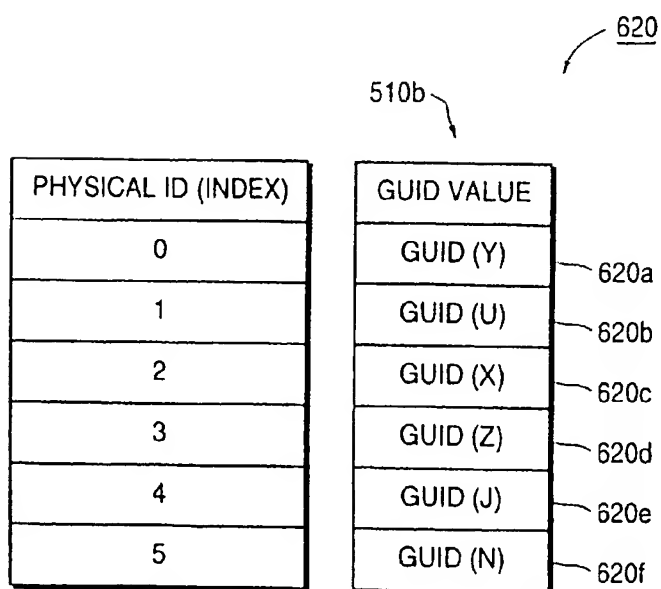 620
510b
PHYSICAL ID (INDEX) GUID VALUE
0 GUID (Y) 620a
1 GUID (U) 620b
2 GUID (X) 620c
3 GUID (Z) 620d
4 GUID (J) 620e
5 GUID (N) 620f